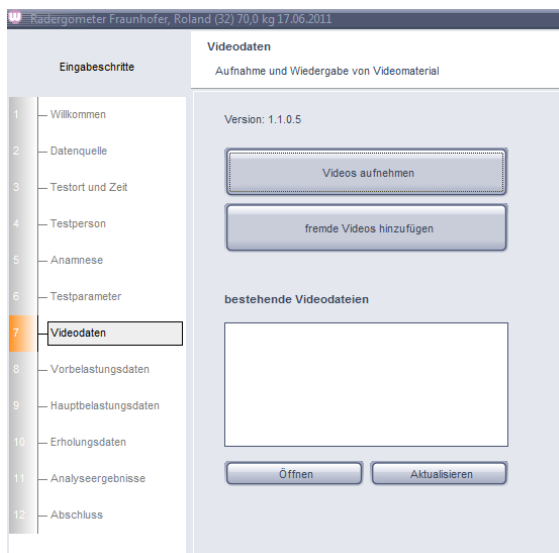 Radergometer Fraunhofer, Roland (32) 70,0 kg 17.06.2011
Eingabeschritte
Videodaten
Aufnahme und Wiedergabe von Videomaterial
1 Willkommen
2 Datenquelle
3 Testort und Zeit
4 Testperson
5 Anamnese
6 Testparameter
7 Videodaten
8 Vorbelastungsdaten
9 Hauptbelastungsdaten
10 Erholungsdaten
11 Analyseergebnisse
12 Abschluss
Version: 1.1.0.5
Videos aufnehmen
fremde Videos hinzufügen
bestehende Videodateien
Öffnen
Aktualisieren